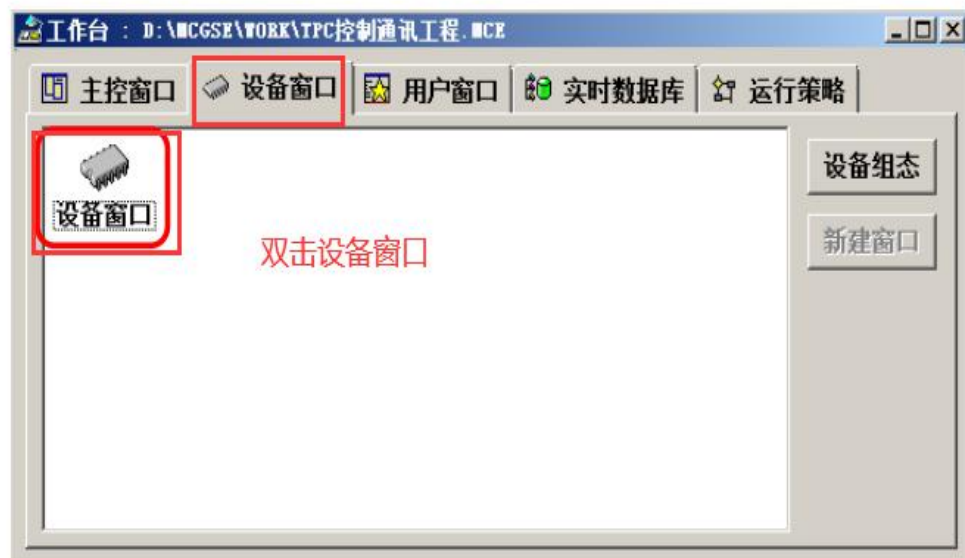 工作台 : D:\MCGSE\WORK\TPC控制通讯工程.MCE
主控窗口 设备窗口 用户窗口 实时数据库 运行策略
设备窗口
设备组态
新建窗口
双击设备窗口